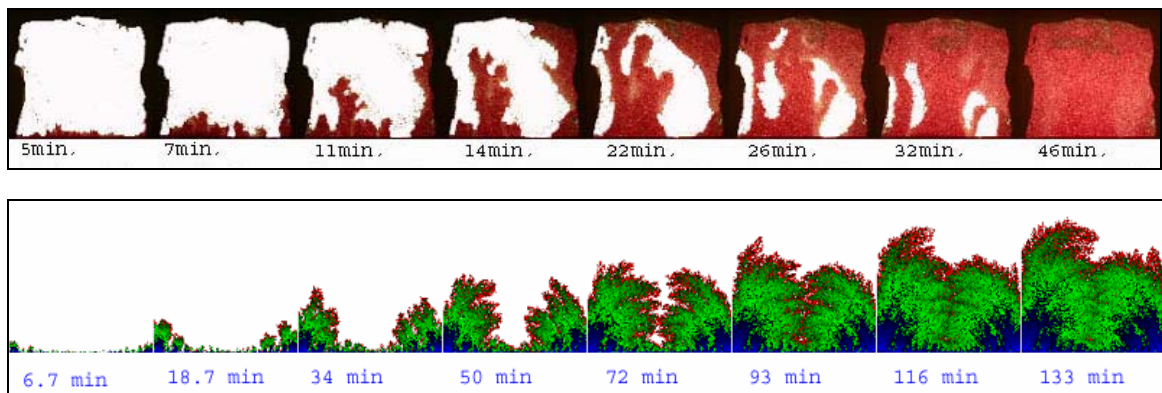 5min, 7min, 11min, 14min, 22min, 26min, 32min, 46min,
6.7 min 18.7 min 34 min 50 min 72 min 93 min 116 min 133 min